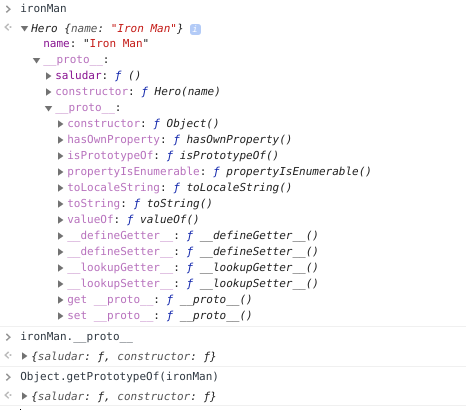 ironMan
Hero {name: "Iron Man"} i
name: "Iron Man"
__proto__:
saludar: ƒ ()
constructor: ƒ Hero(name)
__proto__:
constructor: ƒ Object()
hasOwnProperty: ƒ hasOwnProperty()
isPrototypeOf: ƒ isPrototypeOf()
propertyIsEnumerable: ƒ propertyIsEnumerable()
toLocaleString: ƒ toLocaleString()
toString: ƒ toString()
valueOf: ƒ valueOf()
__defineGetter__: ƒ __defineGetter__()
__defineSetter__: ƒ __defineSetter__()
__lookupGetter__: ƒ __lookupGetter__()
__lookupSetter__: ƒ __lookupSetter__()
get __proto__: ƒ __proto__()
set __proto__: ƒ __proto__()
ironMan.__proto__
{saludar: ƒ, constructor: ƒ}
Object.getPrototypeOf(ironMan)
{saludar: ƒ, constructor: ƒ}